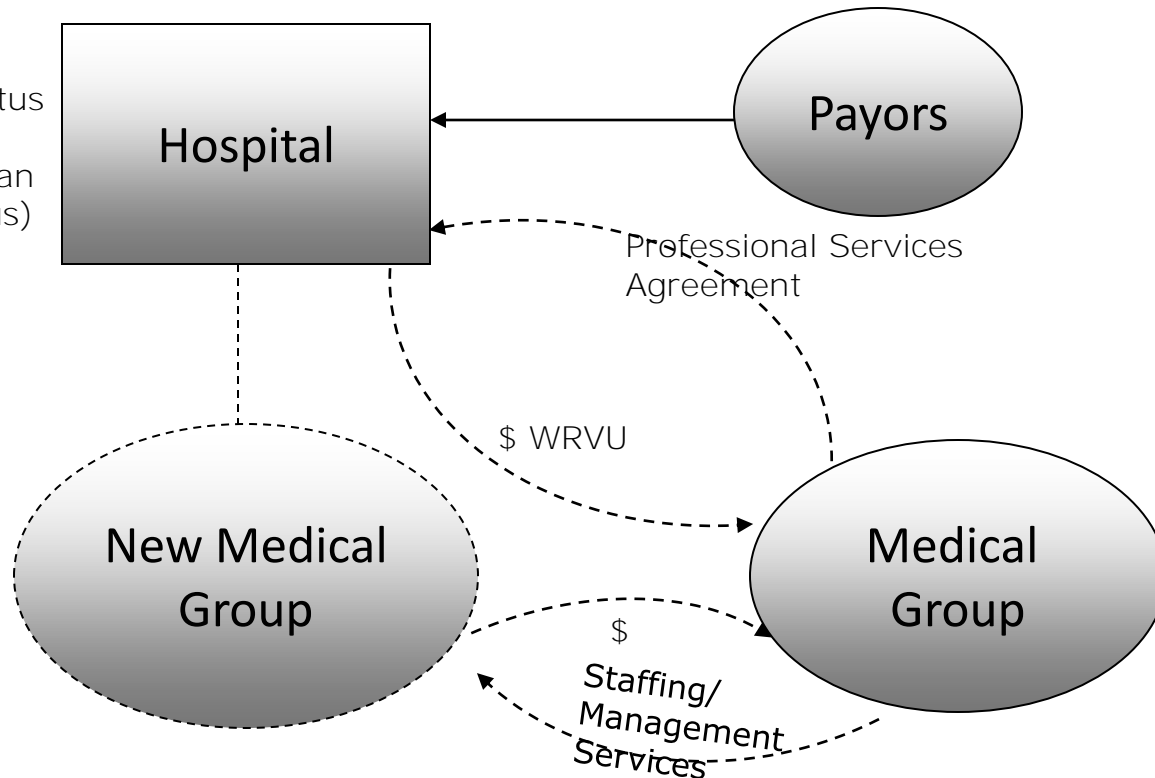 Hospital
Payors
Professional Services
Agreement
$ WRVU
New Medical
Group
Medical
Group
$
Staffing/
Management
Services